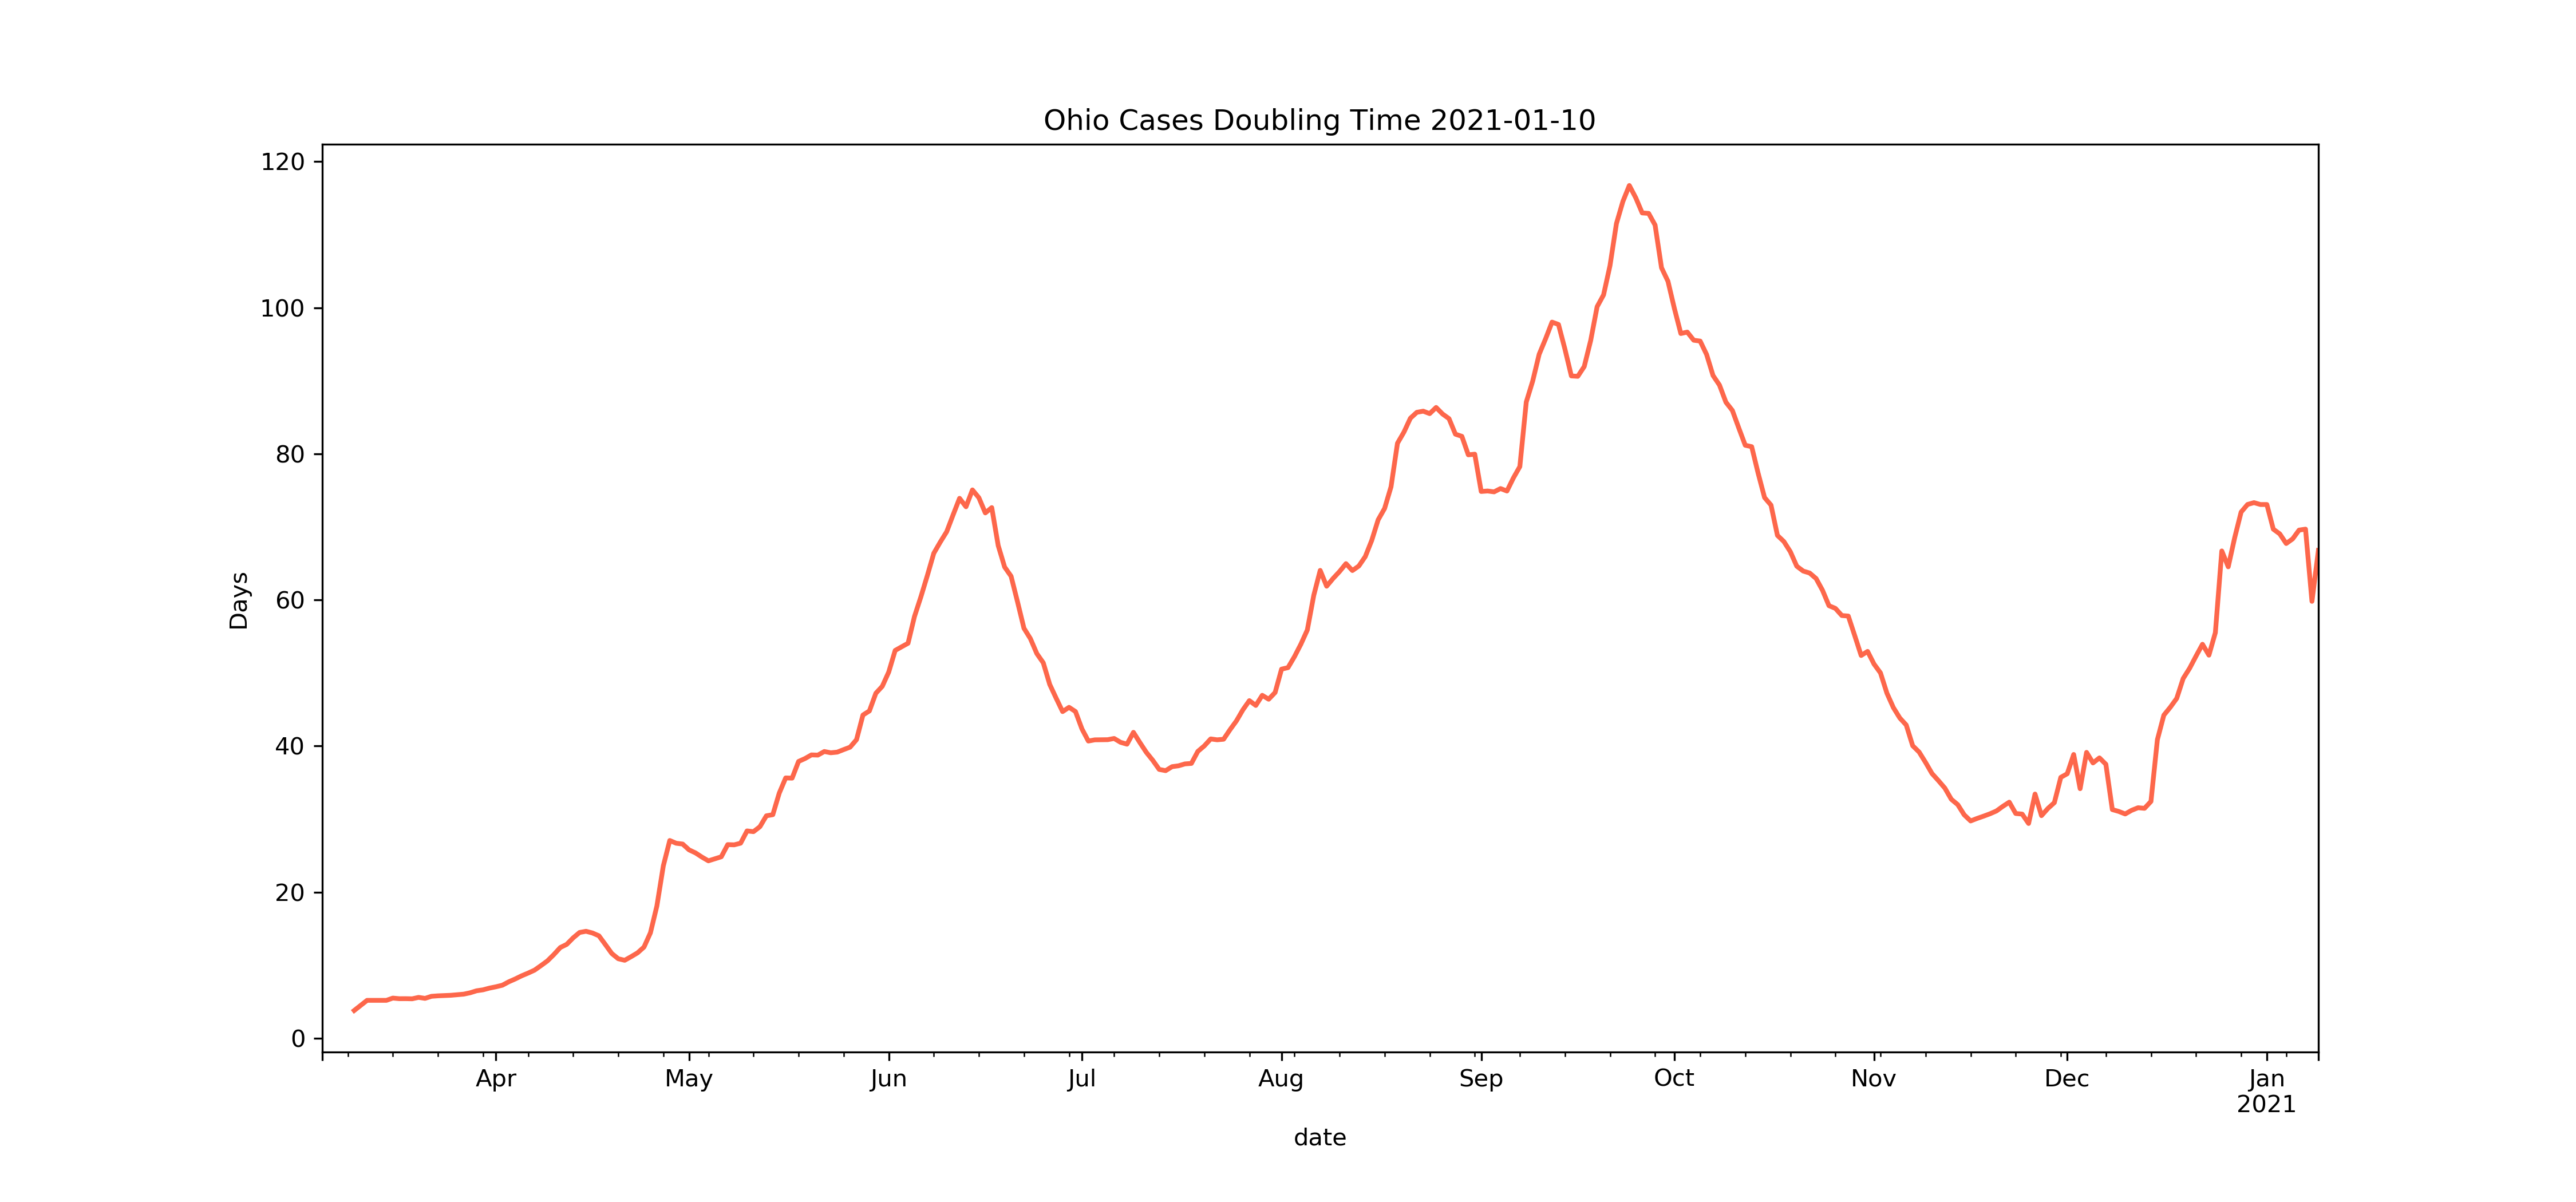 Ohio Cases Doubling Time 2021-01-10
120
100
80
60
40
20
0
Days
Apr May Jun Jul Aug Sep Oct Nov Dec Jan
2021
date